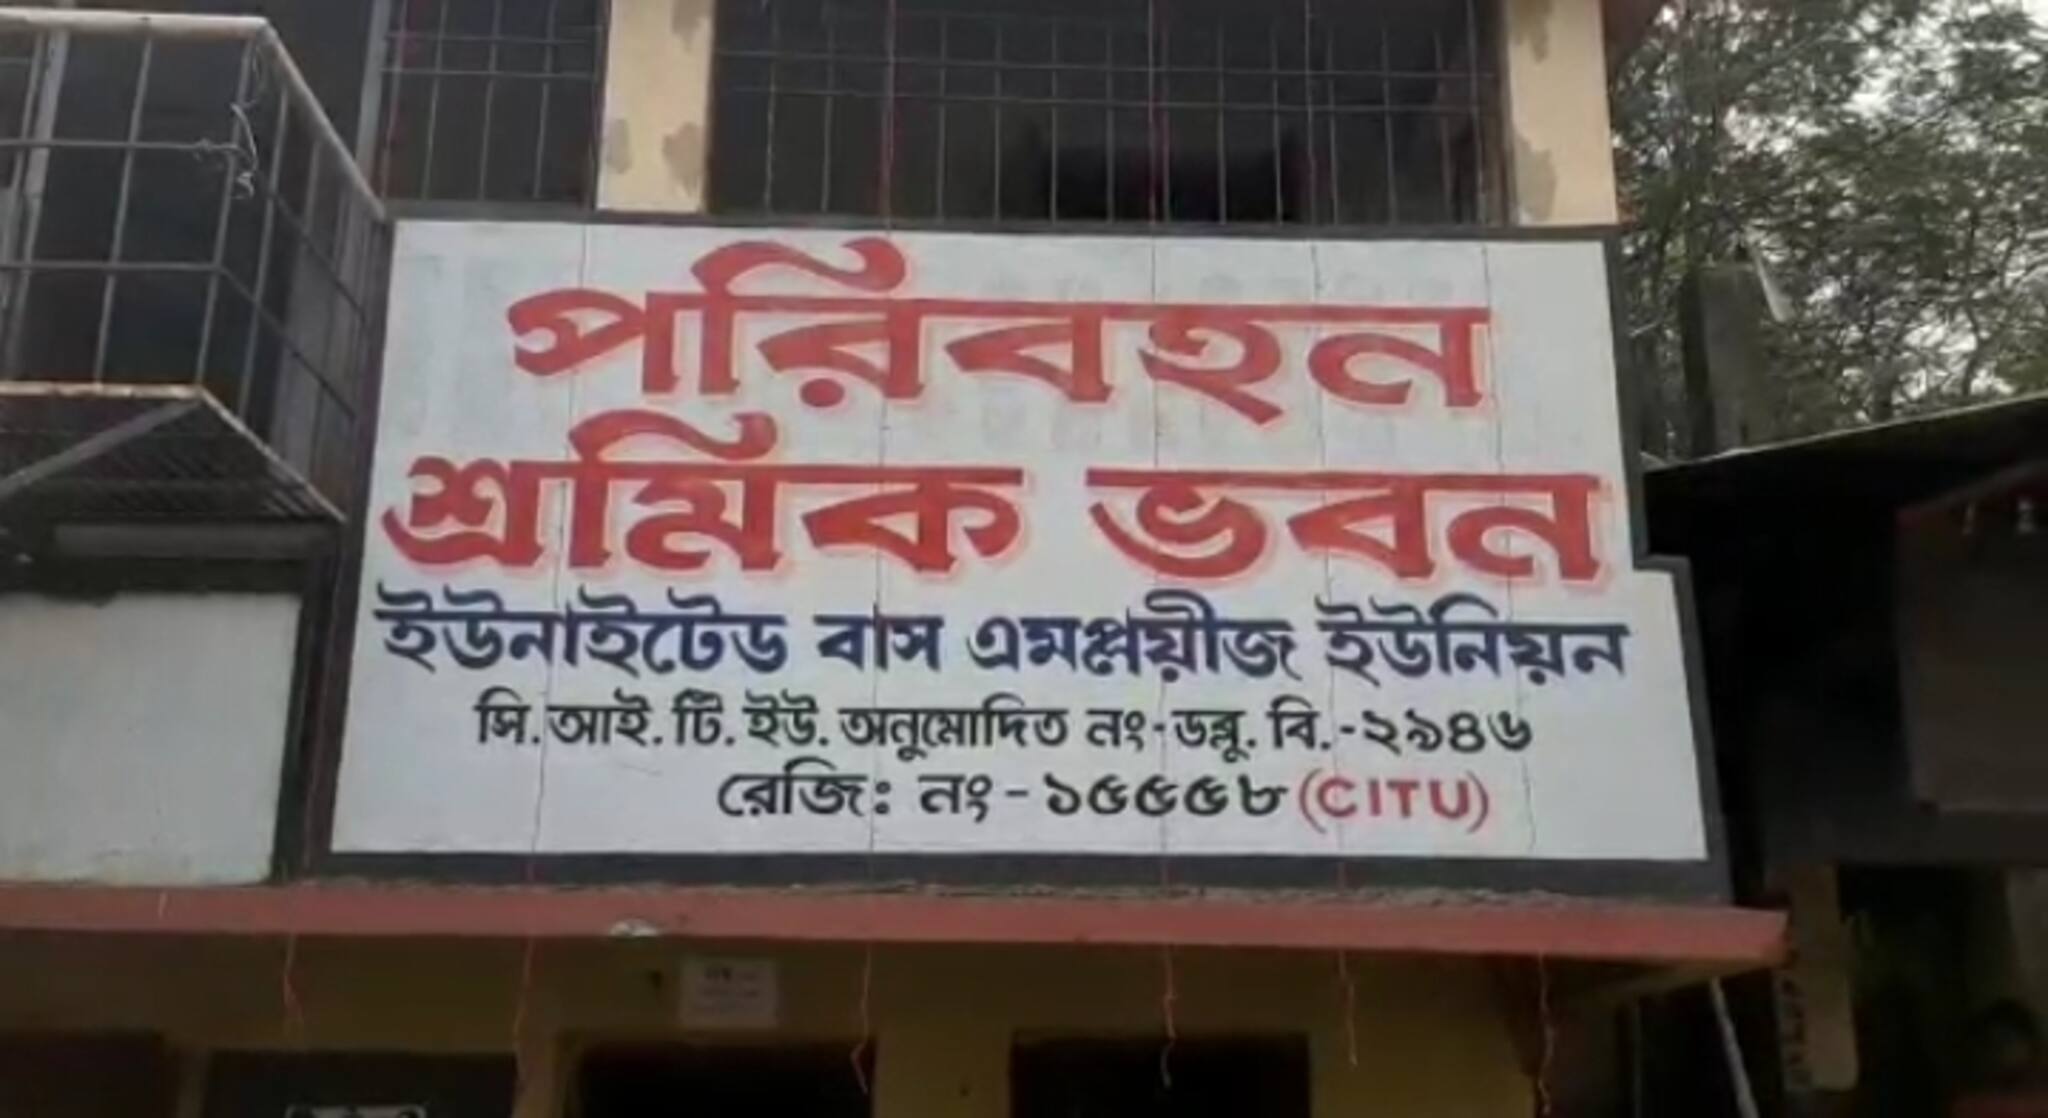 পরিবহন
শ্রমিক ভবন
ইউনাইটেড বাস এমপ্লয়ীজ ইউনিয়ন
সি.আই.টি.ইউ. অনুমোদিত নং-ডব্লু. বি.-২৯৪৬
রেজি: নং-১৫৫৫৮ (CITU)